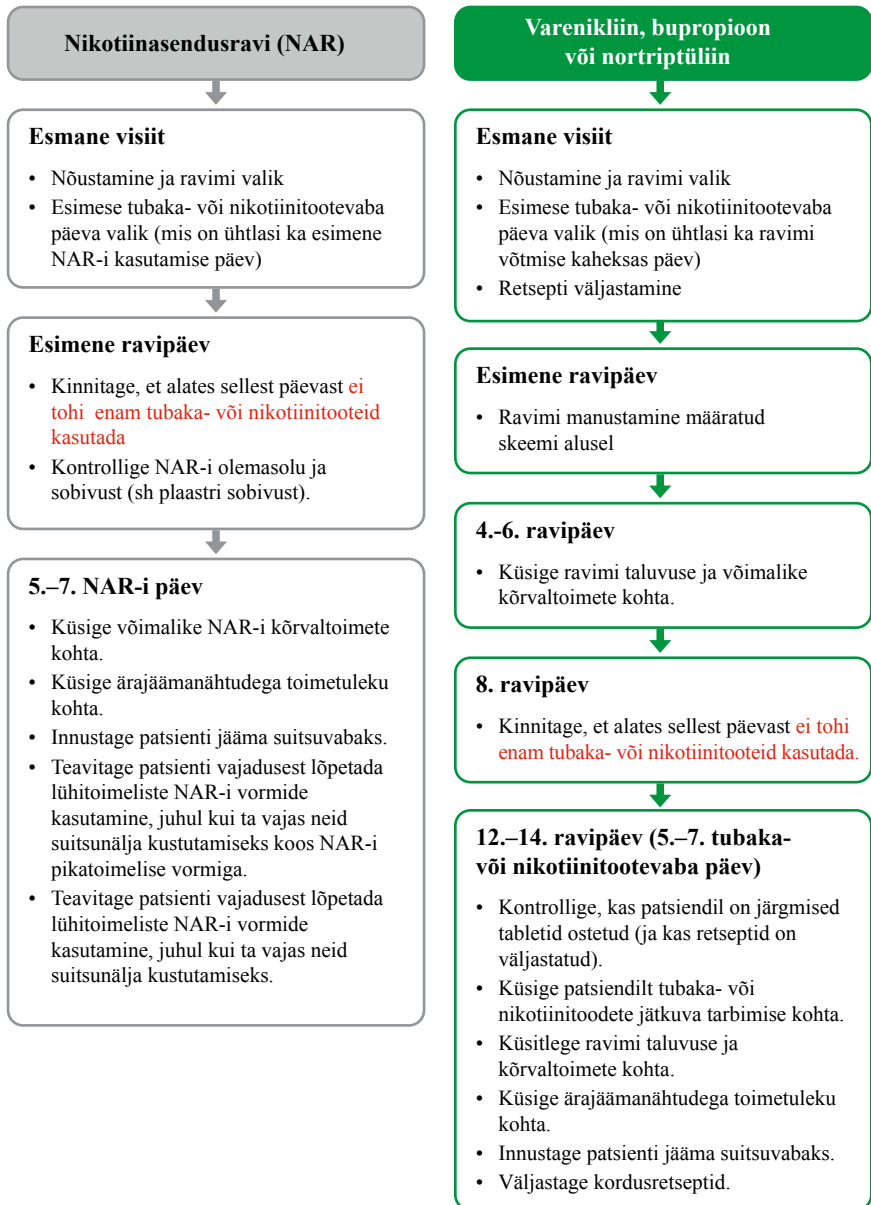 Nikotiinasendusravi (NAR)
Esmane visiit
• Nõustamine ja ravimi valik
• Esimese tubaka- või nikotiinitootevaba
päeva valik (mis on ühtlasi ka esimene
NAR-i kasutamise päev)
Esimene ravipäev
• Kinnitage, et alates sellest päevast ei
tohi enam tubaka- või nikotiinitooteid
kasutada
• Kontrollige NAR-i olemasolu ja
sobivust (sh plaastri sobivust).
5.–7. NAR-i päev
• Küsige võimalike NAR-i kõrvaltoimete
kohta.
• Küsige ärajäämanähtudega toimetuleku
kohta.
• Innustage patsienti jääma suitsuvabaks.
• Teavitage patsienti vajadusest lõpetada
lühitoimeliste NAR-i vormide
kasutamine, juhul kui ta vajas neid
suitsunälja kustutamiseks koos NAR-i
pikatoimelise vormiga.
• Teavitage patsienti vajadusest lõpetada
lühitoimeliste NAR-i vormide
kasutamine, juhul kui ta vajas neid
suitsunälja kustutamiseks.
Varenikliin, bupropioon
või nortriptüliin
Esmane visiit
• Nõustamine ja ravimi valik
• Esimese tubaka- või nikotiinitootevaba
päeva valik (mis on ühtlasi ka ravimi
võtmise kaheksas päev)
• Retsepti väljastamine
Esimene ravipäev
• Ravimi manustamine määratud
skeemi alusel
4.-6. ravipäev
• Küsige ravimi taluvuse ja võimalike
kõrvaltoimete kohta.
8. ravipäev
• Kinnitage, et alates sellest päevast ei tohi
enam tubaka- või nikotiinitooteid kasutada.
12.–14. ravipäev (5.–7. tubaka-
või nikotiinitootevaba päev)
• Kontrollige, kas patsiendil on järgmised
tabletid ostetud (ja kas retseptid on
väljastatud).
• Küsige patsiendilt tubaka- või
nikotiinitoodete jätkuva tarbimise kohta.
• Küsitlege ravimi taluvuse ja
kõrvaltoimete kohta.
• Küsige ärajäämanähtudega toimetuleku
kohta.
• Innustage patsienti jääma suitsuvabaks.
• Väljastage kordusretseptid.